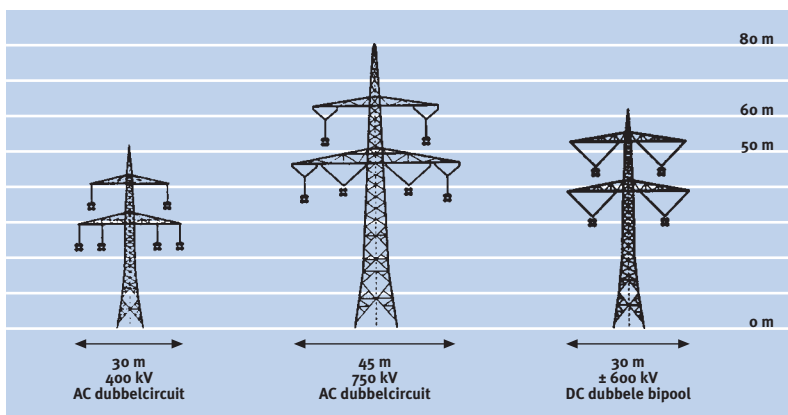 80 m
60 m
50 m
0 m
30 m
400 kV
AC dubbelcircuit
45 m
750 kV
AC dubbelcircuit
30 m
± 600 kV
DC dubbele bipool